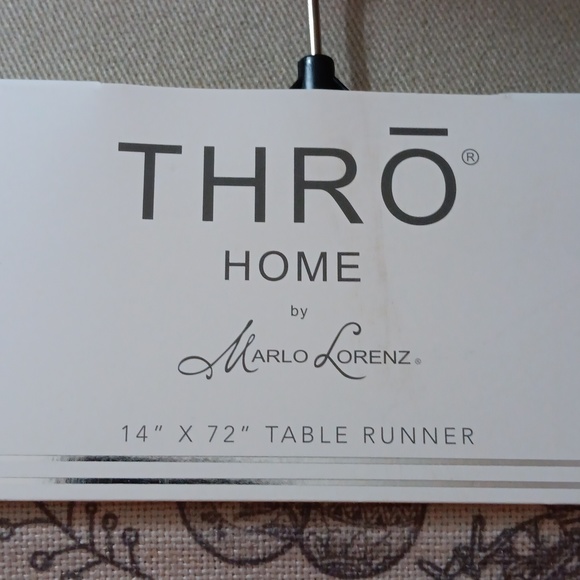 THRŌ®
HOME
by
Marlo Lorenz®
14” X 72” TABLE RUNNER